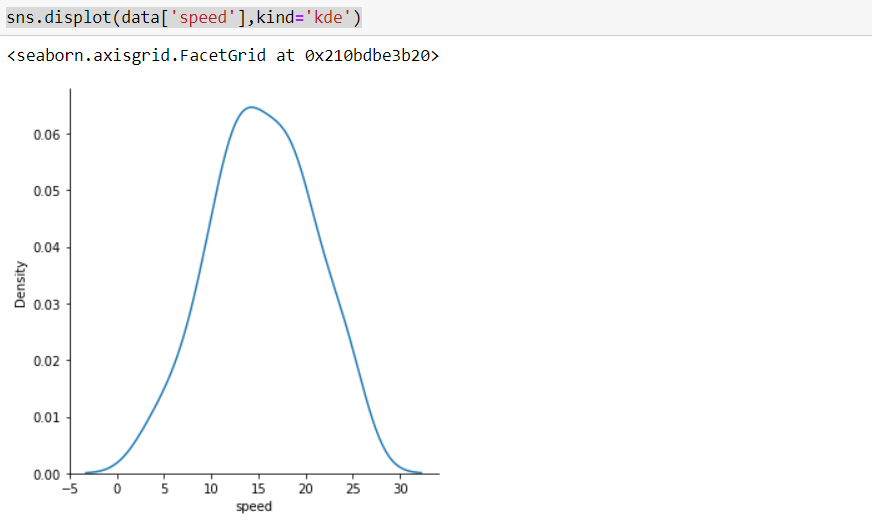 sns.displot(data['speed'],kind='kde')
<seaborn.axisgrid.FacetGrid at 0x210bdbe3b20>
0.06
0.05
0.04
Density
0.03
0.02
0.01
0.00
−5 0 5 10 15 20 25 30
speed